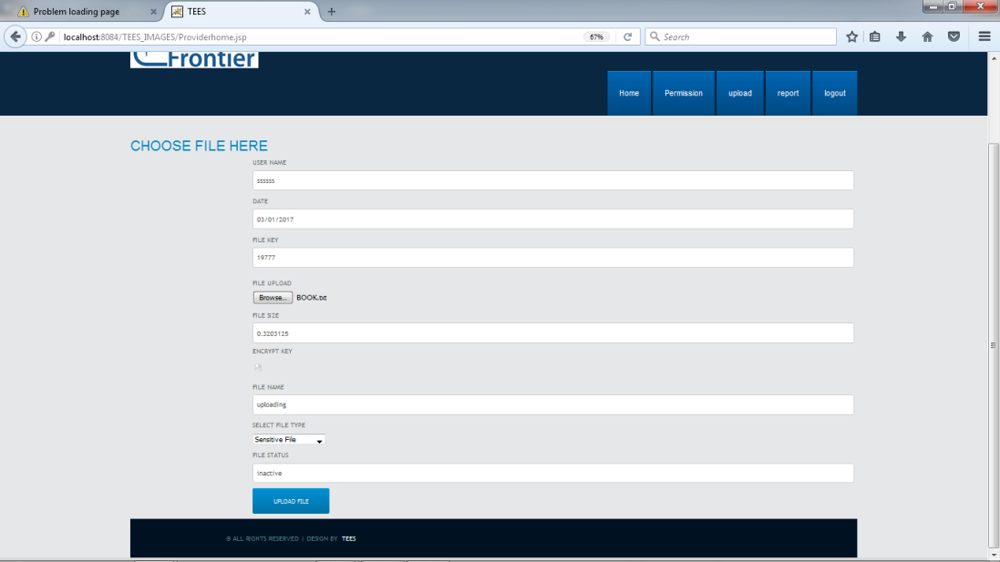 Problem loading page
TEES
localhost:8084/TEES_IMAGES/Providerhome.jsp
67%
Search
Frontier
Home
Permission
upload
report
logout
CHOOSE FILE HERE
USER NAME
ssssss
DATE
03/01/2017
FILE KEY
19777
FILE UPLOAD
Browse... BOOK.txt
FILE SIZE
0.3203125
ENCRYPT KEY
FILE NAME
uploading
SELECT FILE TYPE
Sensitive File
FILE STATUS
inactive
UPLOAD FILE
© ALL RIGHTS RESERVED | DESIGN BY TEES